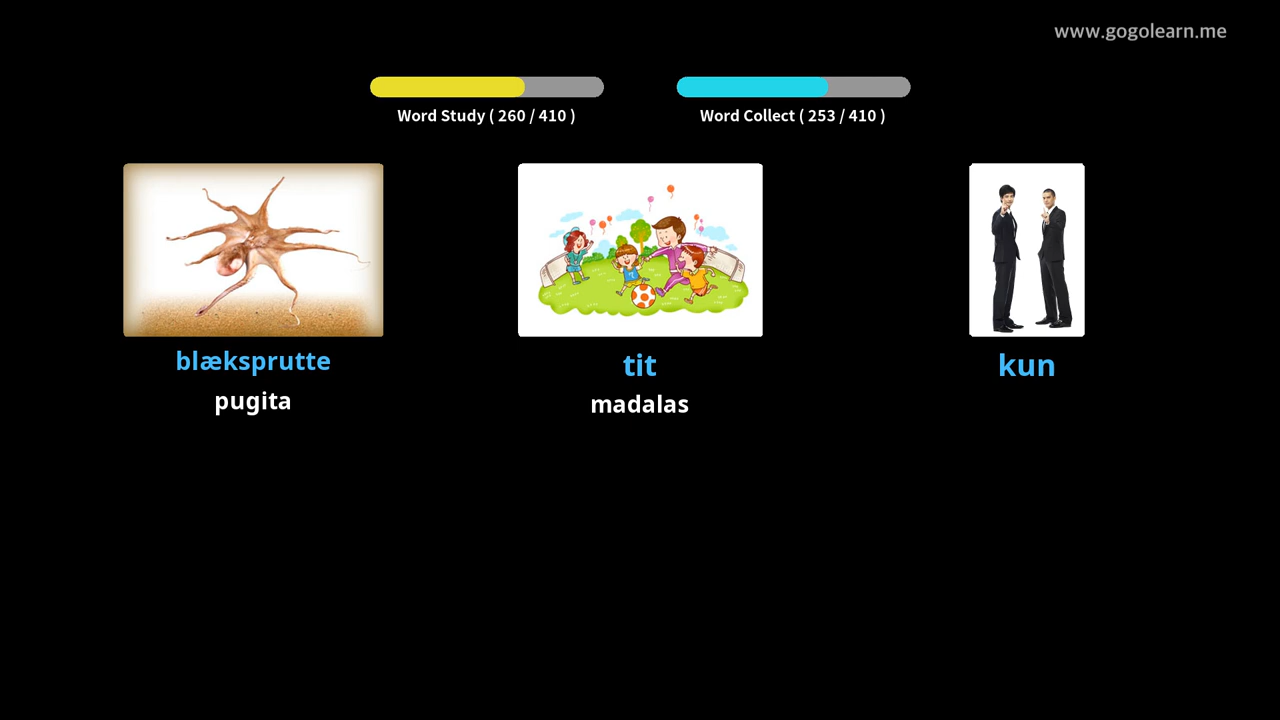 www.gogolearn.me
Word Study ( 260 / 410 )
Word Collect ( 253 / 410 )
blæksprutte
pugita
tit
madalas
kun